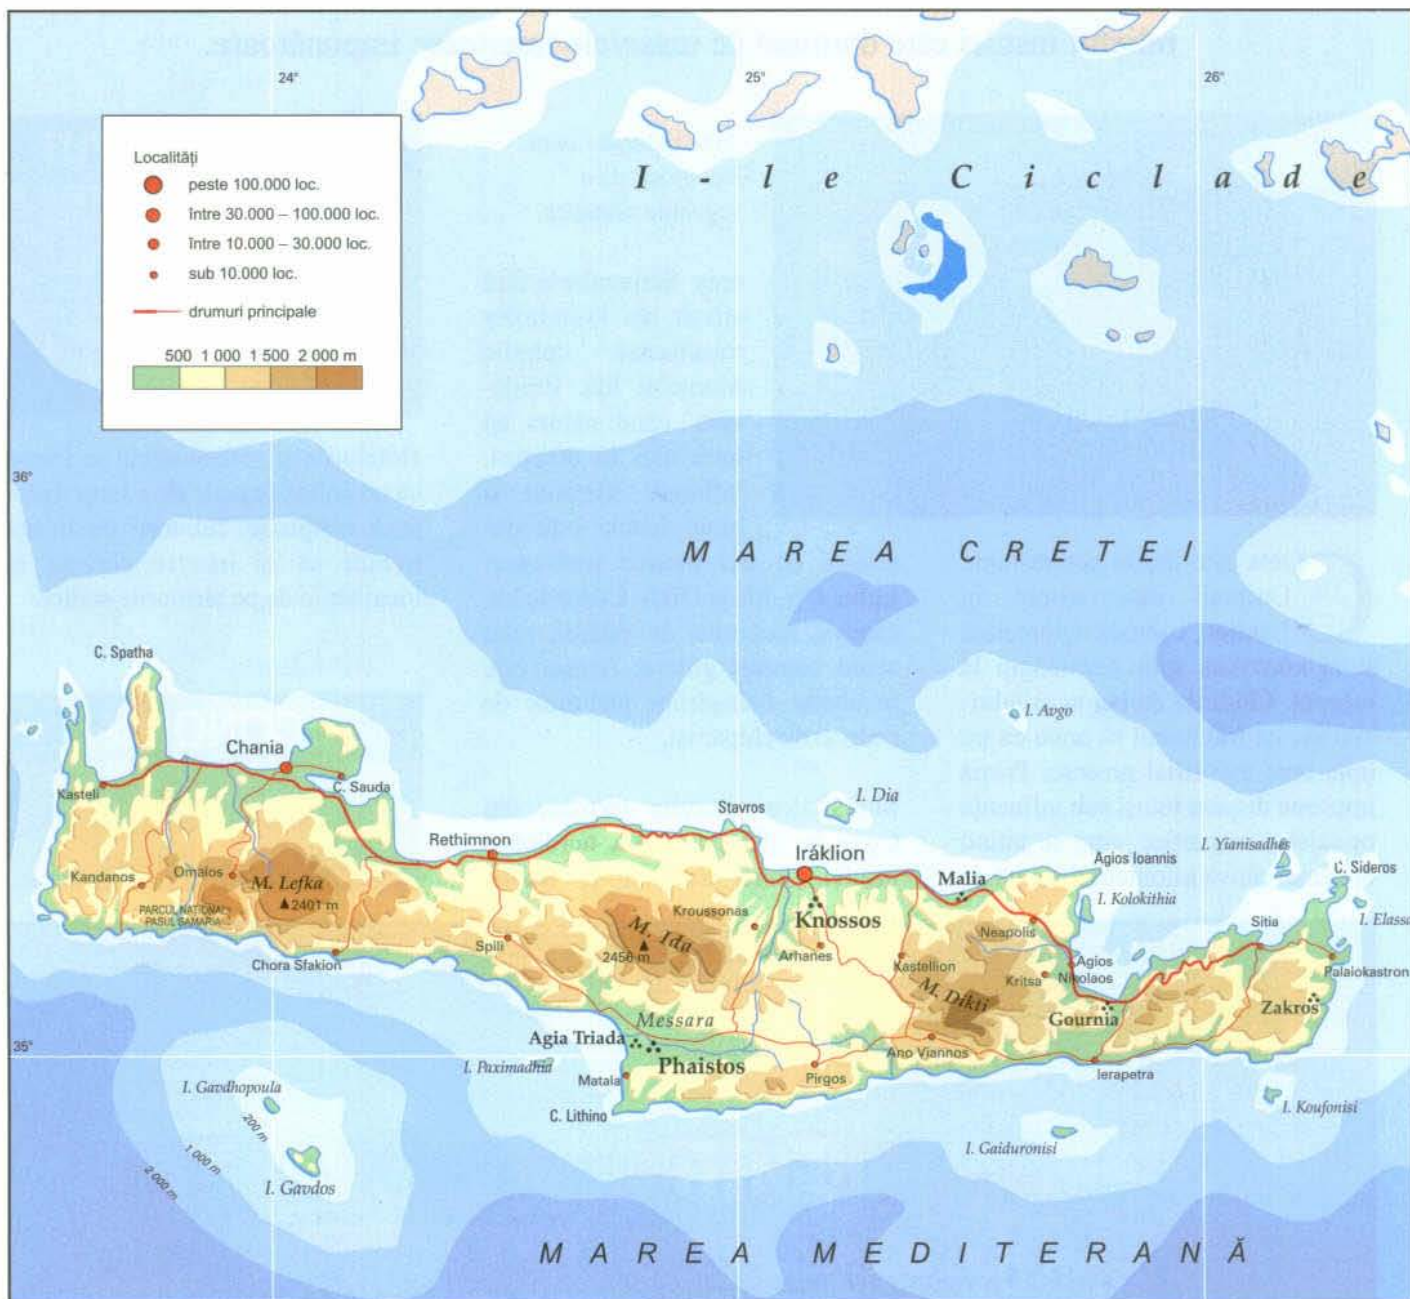 24°
25°
26°
Localități
peste 100.000 loc.
între 30.000 – 100.000 loc.
între 10.000 – 30.000 loc.
sub 10.000 loc.
drumuri principale
500 1 000 1 500 2 000 m
I-le Ciclade
36°
MAREA CRETEI
C. Spatha
I. Avgo
Chania
Kasteli
C. Sauda
I. Dia
Stavros
Rethimnon
I. Yianisadhes
Iráklion
Agios Ioannis
C. Sideros
Kandanos
Omalos
M. Lefka
2401 m
Malia
I. Kolokithia
PARCUL NATIONAL
PASUL SAMARIA
Kroussonas
Knossos
I. Elassa
Neapolis
Sitia
Spili
M. Ida
2456 m
Arhanes
Kastellion
Agios
Nikolaos
Chora Sfakion
Kritsa
Palaiokastron
M. Dikti
Zakros
Messara
Gournia
Agia Triada
35°
Ano Viannos
I. Paximadhia
Phaistos
Matala
Pirgos
Ierapetra
I. Gavdhopoula
C. Lithino
I. Koufonisi
200 m
1 000 m
2 000 m
I. Gaiduronisi
I. Gavdos
MAREA MEDITERANĂ